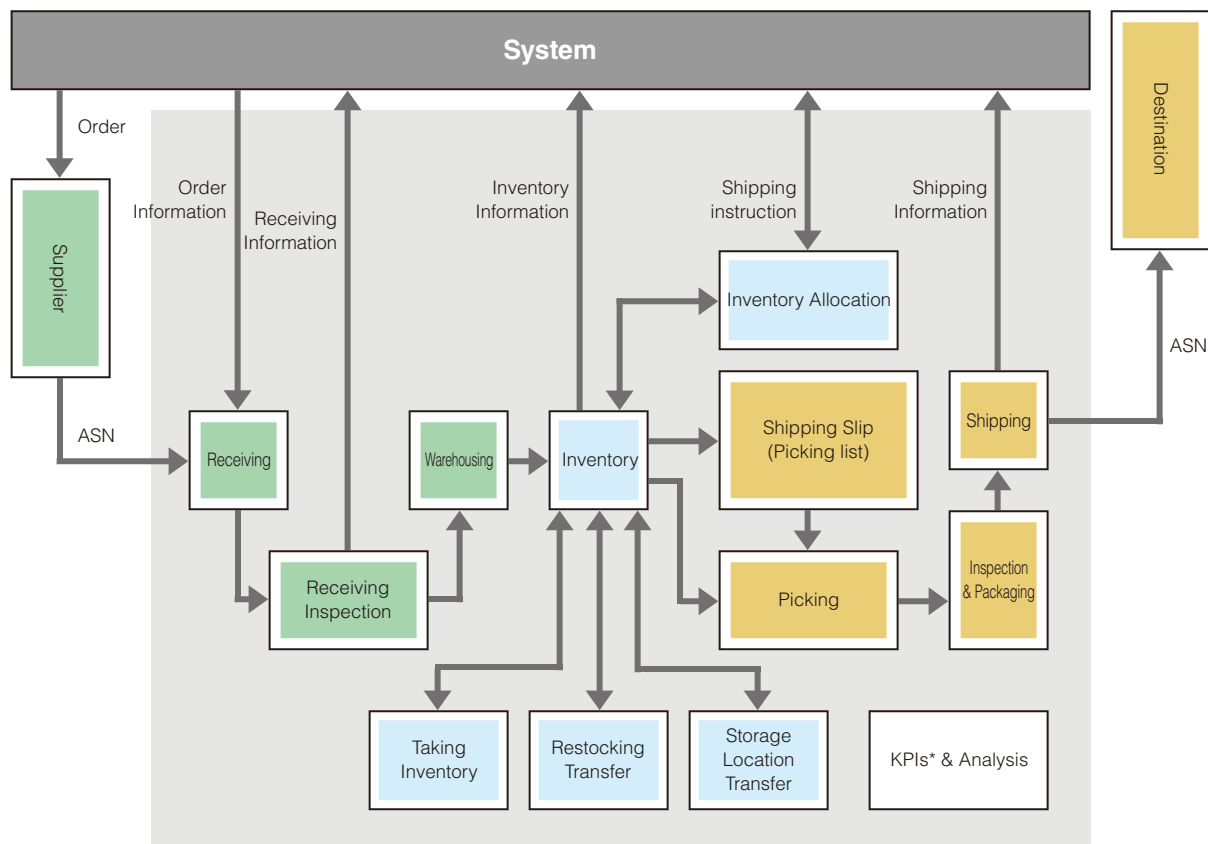 System
Order
Supplier
ASN
Order
Information
Receiving
Information
Inventory
Information
Shipping
instruction
Shipping
Information
Destination
ASN
Inventory Allocation
Receiving
Warehousing
Inventory
Shipping Slip
(Picking list)
Shipping
Receiving
Inspection
Picking
Inspection
& Packaging
Taking
Inventory
Restocking
Transfer
Storage
Location
Transfer
KPIs* & Analysis